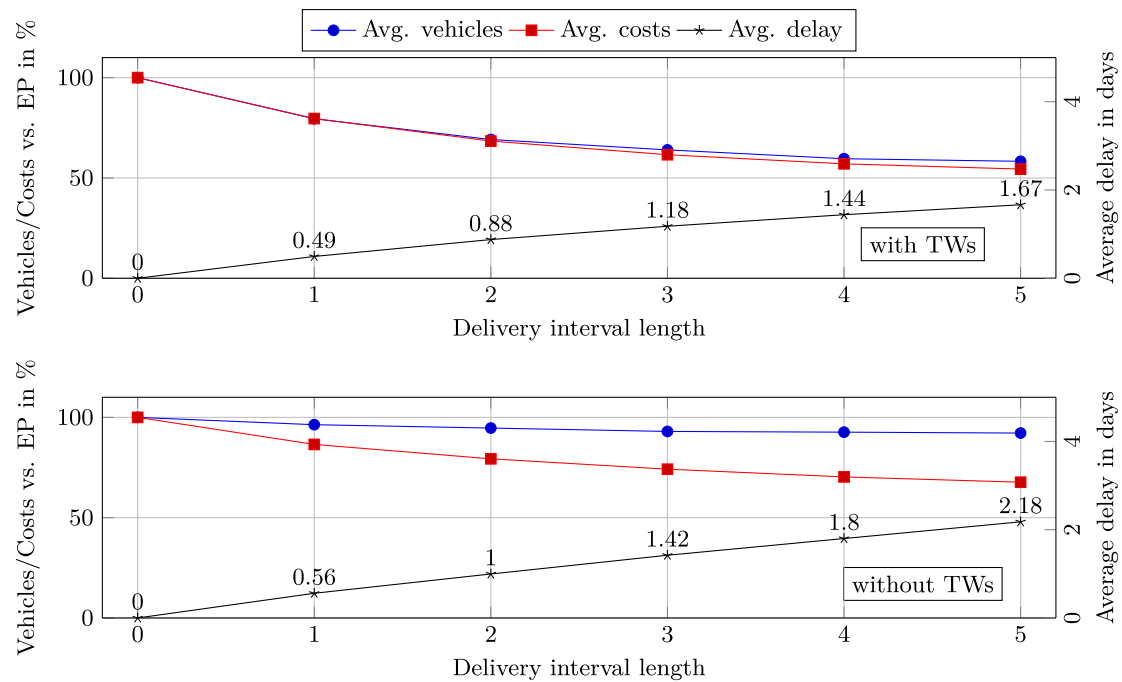 Avg. vehicles Avg. costs Avg. delay
Vehicles/Costs vs. EP in %
100
50
0
0 0.49 0.88 1.18 1.44 1.67
with TWs
0 1 2 3 4 5
Delivery interval length
4
2
0
Average delay in days
Vehicles/Costs vs. EP in %
100
50
0
0 0.56 1 1.42 1.8 2.18
without TWs
0 1 2 3 4 5
Delivery interval length
4
2
0
Average delay in days